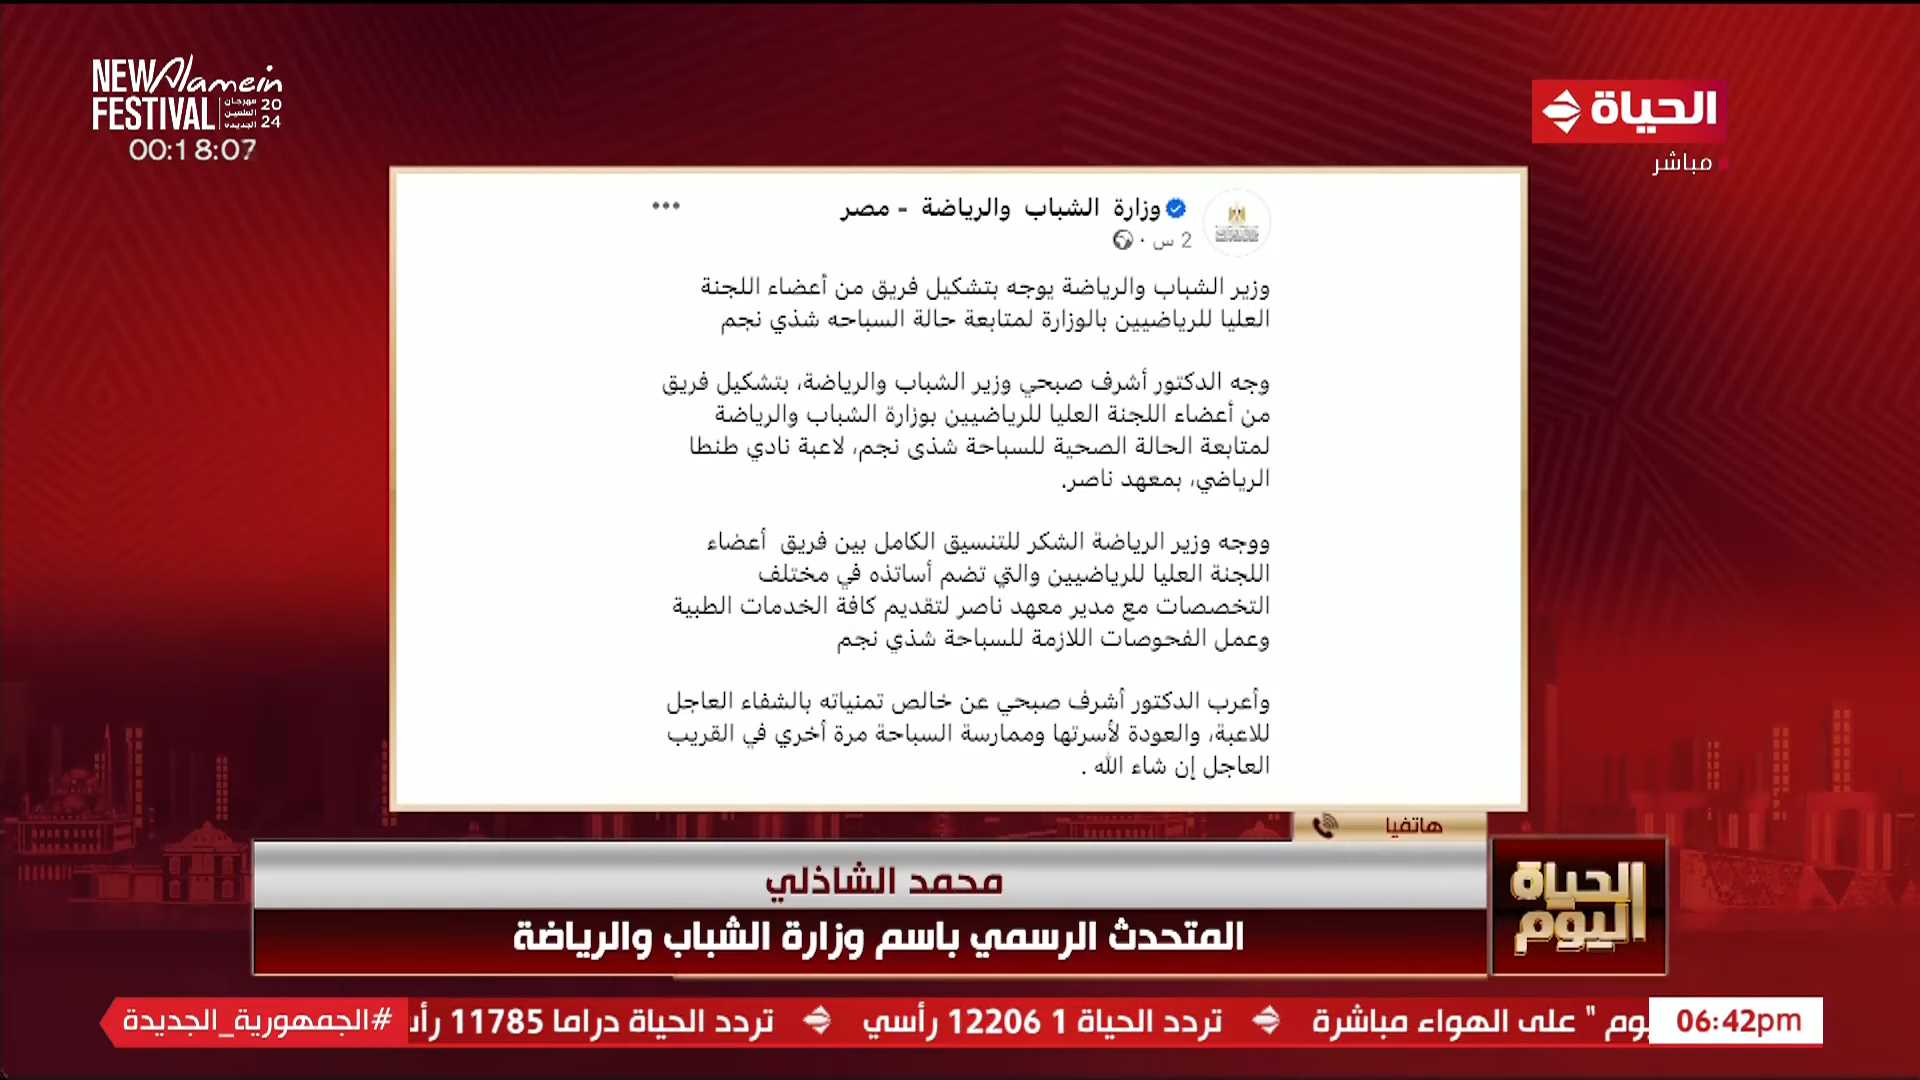 NEW Alamein
FESTIVAL
مهرجان
العلمين
الجديدة
20
24
00:18:07
الحياة
مباشر
وزارة الشباب والرياضة - مصر
2 س ·
وزير الشباب والرياضة يوجه بتشكيل فريق من أعضاء اللجنة
العليا للرياضيين بالوزارة لمتابعة حالة السباحه شذي نجم
وجه الدكتور أشرف صبحي وزير الشباب والرياضة، بتشكيل فريق
من أعضاء اللجنة العليا للرياضيين بوزارة الشباب والرياضة
لمتابعة الحالة الصحية للسباحة شذى نجم، لاعبة نادي طنطا
الرياضي، بمعهد ناصر.
ووجه وزير الرياضة الشكر للتنسيق الكامل بين فريق أعضاء
اللجنة العليا للرياضيين والتي تضم أساتذه في مختلف
التخصصات مع مدير معهد ناصر لتقديم كافة الخدمات الطبية
وعمل الفحوصات اللازمة للسباحة شذي نجم
وأعرب الدكتور أشرف صبحي عن خالص تمنياته بالشفاء العاجل
للاعبة، والعودة لأسرتها وممارسة السباحة مرة أخري في القريب
العاجل إن شاء الله .
هاتفيا
محمد الشاذلي
المتحدث الرسمي باسم وزارة الشباب والرياضة
الحياة
اليوم
06:42pm
يوم " على الهواء مباشرة
تردد الحياة 1 12206 رأسي
تردد الحياة دراما 11785 رأس
#الجمهورية_الجديدة